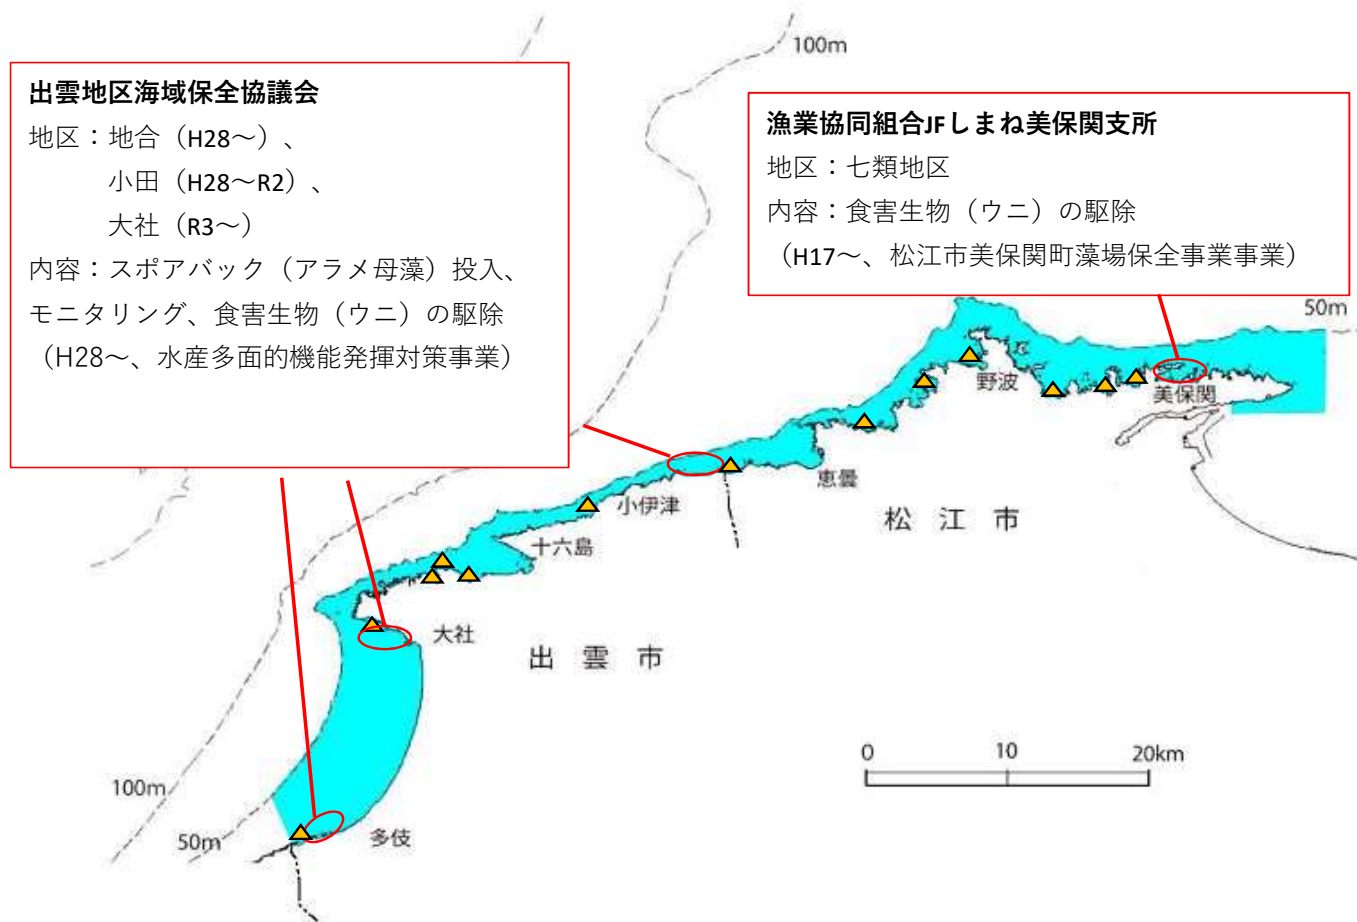 100m
出雲地区海域保全協議会
地区：地合（H28～）、
小田（H28～R2）、
大社（R3～）
内容：スポアバック（アラメ母藻）投入、
モニタリング、食害生物（ウニ）の駆除
（H28～、水産多面的機能発揮対策事業）
漁業協同組合JFしまね美保関支所
地区：七類地区
内容：食害生物（ウニ）の駆除
（H17～、松江市美保関町藻場保全事業事業）
50m
野波
美保関
恵曇
小伊津
松 江 市
十六島
大社
出 雲 市
0 10 20km
100m
50m
多伎